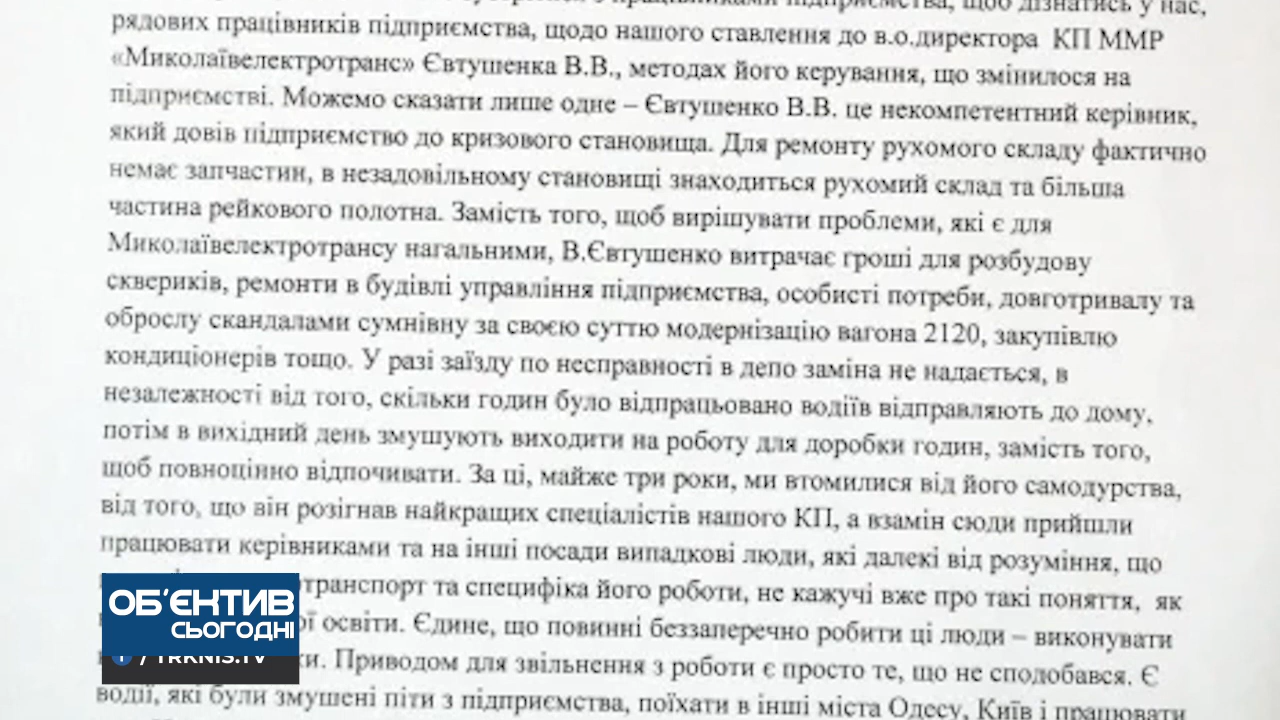 працівниками підприємства, щоб дізнатись у нас,
рядових працівників підприємства, щодо нашого ставлення до в.о.директора КП ММР
«Миколаївелектротранс» Євтушенка В.В., методах його керування, що змінилося на
підприємстві. Можемо сказати лише одне – Євтушенко В.В. це некомпетентний керівник,
який довів підприємство до кризового становища. Для ремонту рухомого складу фактично
немає запчастин, в незадовільному становищі знаходиться рухомий склад та більша
частина рейкового полотна. Замість того, щоб вирішувати проблеми, які є для
Миколаївелектротрансу нагальними, В.Євтушенко витрачає гроші для розбудову
сквериків, ремонти в будівлі управління підприємства, особисті потреби, довготривалу та
оброслу скандалами сумнівну за своєю суттю модернізацію вагона 2120, закупівлю
кондиціонерів тощо. У разі заїзду по несправності в депо заміна не надається, в
незалежності від того, скільки годин було відпрацьовано водіїв відправляють до дому,
потім в вихідний день змушують виходити на роботу для доробки годин, замість того,
щоб повноцінно відпочивати. За ці, майже три роки, ми втомилися від його самодурства,
від того, що він розігнав найкращих спеціалістів нашого КП, а взамін сюди прийшли
працювати керівниками та на інші посади випадкові люди, які далекі від розуміння, що
транспорт та специфіка його роботи, не кажучі вже про такі поняття, як
освіти. Єдине, що повинні беззаперечно робити ці люди – виконувати
Приводом для звільнення з роботи є просто те, що не сподобався. Є
водії, які були змушені піти з підприємства, поїхати в інші міста Одесу, Київ і працювати
ОБ'ЄКТИВ
СЬОГОДНІ
/ TRKNIS.TV